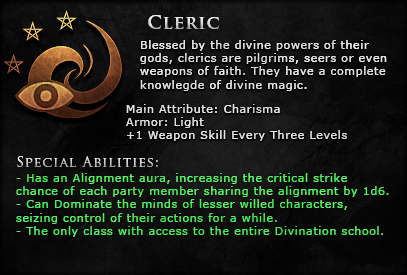 Cleric
Blessed by the divine powers of their
gods, clerics are pilgrims, seers or even
weapons of faith. They have a complete
knowlegde of divine magic.
Main Attribute: Charisma
Armor: Light
+1 Weapon Skill Every Three Levels
Special Abilities:
- Has an Alignment aura, increasing the critical strike
chance of each party member sharing the alignment by 1d6.
- Can Dominate the minds of lesser willed characters,
seizing control of their actions for a while.
- The only class with access to the entire Divination school.